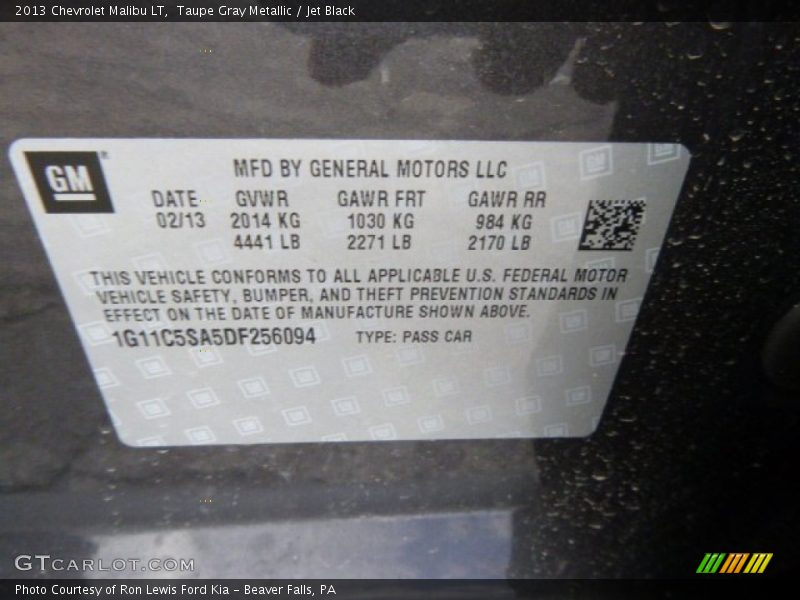 2013 Chevrolet Malibu LT, Taupe Gray Metallic / Jet Black
GM
MFD BY GENERAL MOTORS LLC
DATE GVWR GAWR FRT GAWR RR
02/13 2014 KG 1030 KG 984 KG
4441 LB 2271 LB 2170 LB
THIS VEHICLE CONFORMS TO ALL APPLICABLE U.S. FEDERAL MOTOR
VEHICLE SAFETY, BUMPER, AND THEFT PREVENTION STANDARDS IN
EFFECT ON THE DATE OF MANUFACTURE SHOWN ABOVE.
1G11C5SA5DF256094 TYPE: PASS CAR
GTCARLOT.COM
Photo Courtesy of Ron Lewis Ford Kia - Beaver Falls, PA